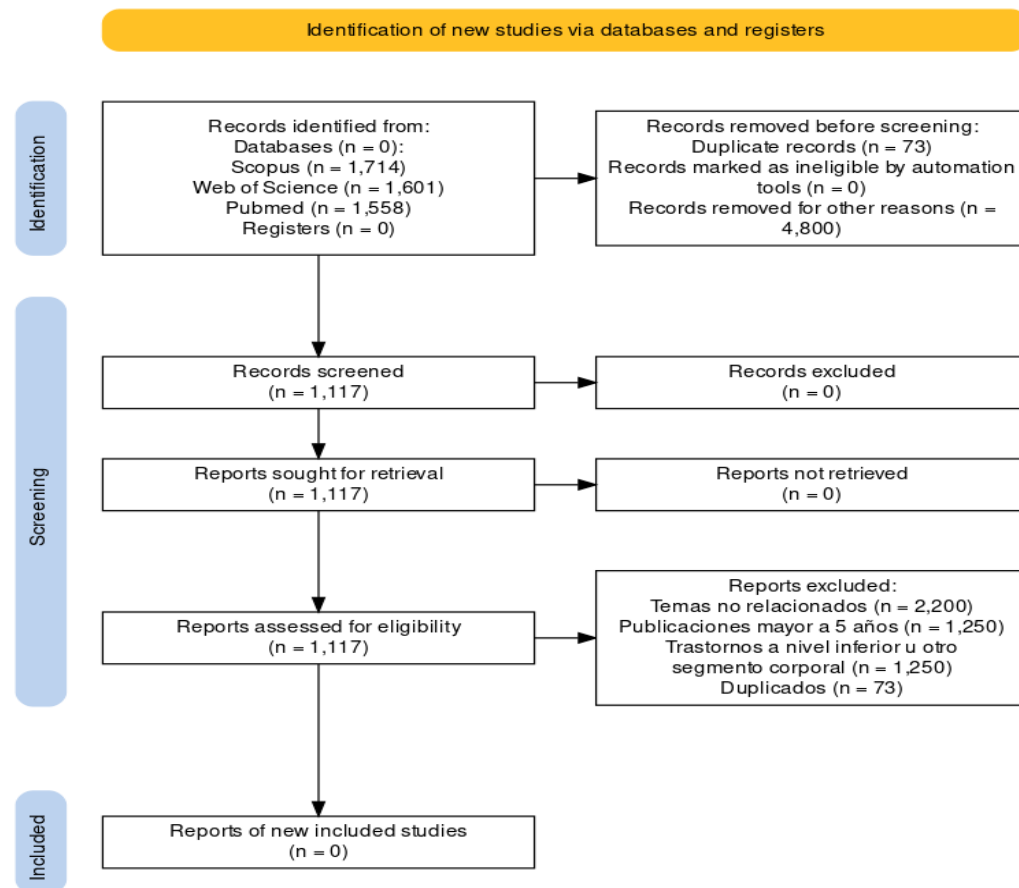 Identification of new studies via databases and registers
Identification
Records identified from:
Databases (n = 0):
Scopus (n = 1,714)
Web of Science (n = 1,601)
Pubmed (n = 1,558)
Registers (n = 0)
Records removed before screening:
Duplicate records (n = 73)
Records marked as ineligible by automation
tools (n = 0)
Records removed for other reasons (n =
4,800)
Screening
Records screened
(n = 1,117)
Records excluded
(n = 0)
Reports sought for retrieval
(n = 1,117)
Reports not retrieved
(n = 0)
Reports assessed for eligibility
(n = 1,117)
Reports excluded:
Temas no relacionados (n = 2,200)
Publicaciones mayor a 5 años (n = 1,250)
Trastornos a nivel inferior u otro
segmento corporal (n = 1,250)
Duplicados (n = 73)
Included
Reports of new included studies
(n = 0)